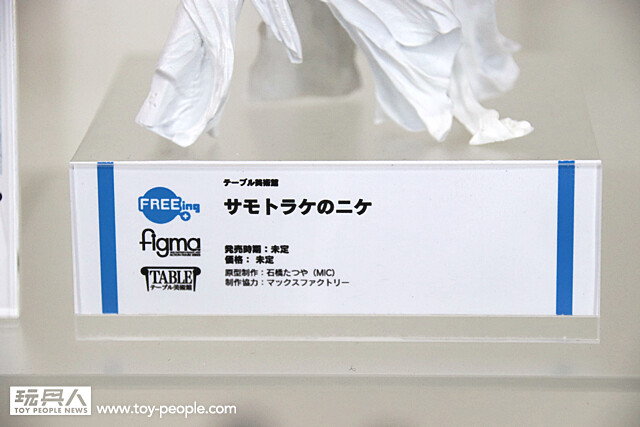 FREEing
figma
TABLE
テーブル美術館
テーブル美術館
サモトラケのニケ
発売時期：未定
価格： 未定
原型制作：石橋たつや（MIC）
制作協力：マックスファクトリー
玩具人
TOY PEOPLE NEWS
www.toy-people.com